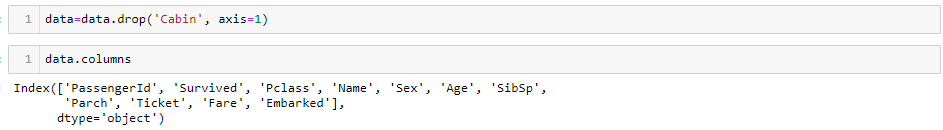 1 data=data.drop('Cabin', axis=1)
1 data.columns
Index(['PassengerId', 'Survived', 'Pclass', 'Name', 'Sex', 'Age', 'SibSp',
'Parch', 'Ticket', 'Fare', 'Embarked'],
dtype='object')